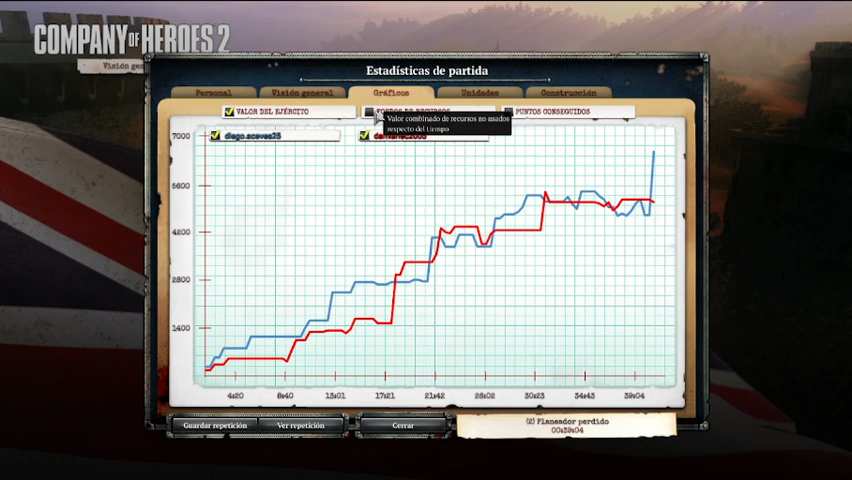 COMPANY OF HEROES 2
Visión gen
Estadísticas de partida
Personal
Visión general
Gráficos
Unidades
Construcción
VALOR DEL EJÉRCITO
PUNTOS CONSEGUIDOS
Valor combinado de recursos no usados
respecto del tiempo
diego.sceves25
7000
5600
4200
2800
1400
4:20
8:40
13:01
17:21
21:42
26:02
30:23
34:43
39:04
Guardar repetición
Ver repetición
Cerrar
(2) Planeador perdido
00:39:04